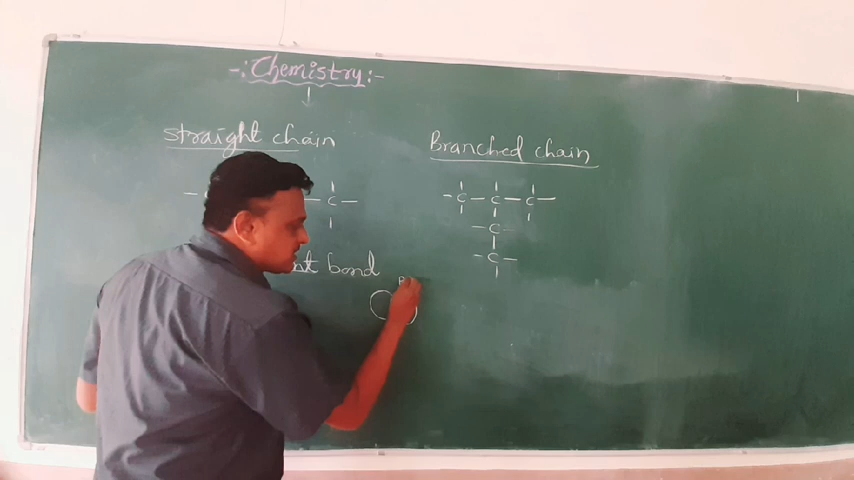 -:Chemistry:-
straight chain
Branched chain
- C -
- C - C - C -
- C -
- C -
bond